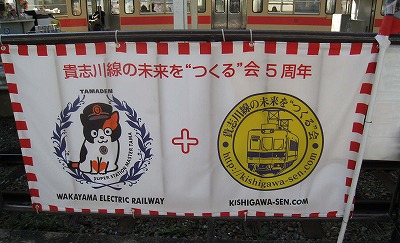 貴志川線の未来を"つくる"会5周年
TAMADEN
SUPER STATION MASTER TAMA
WAKAYAMA ELECTRIC RAILWAY
+
貴志川線の未来を"つくる"会
http://kishigawa-sen.com
KISHIGAWA-SEN.COM